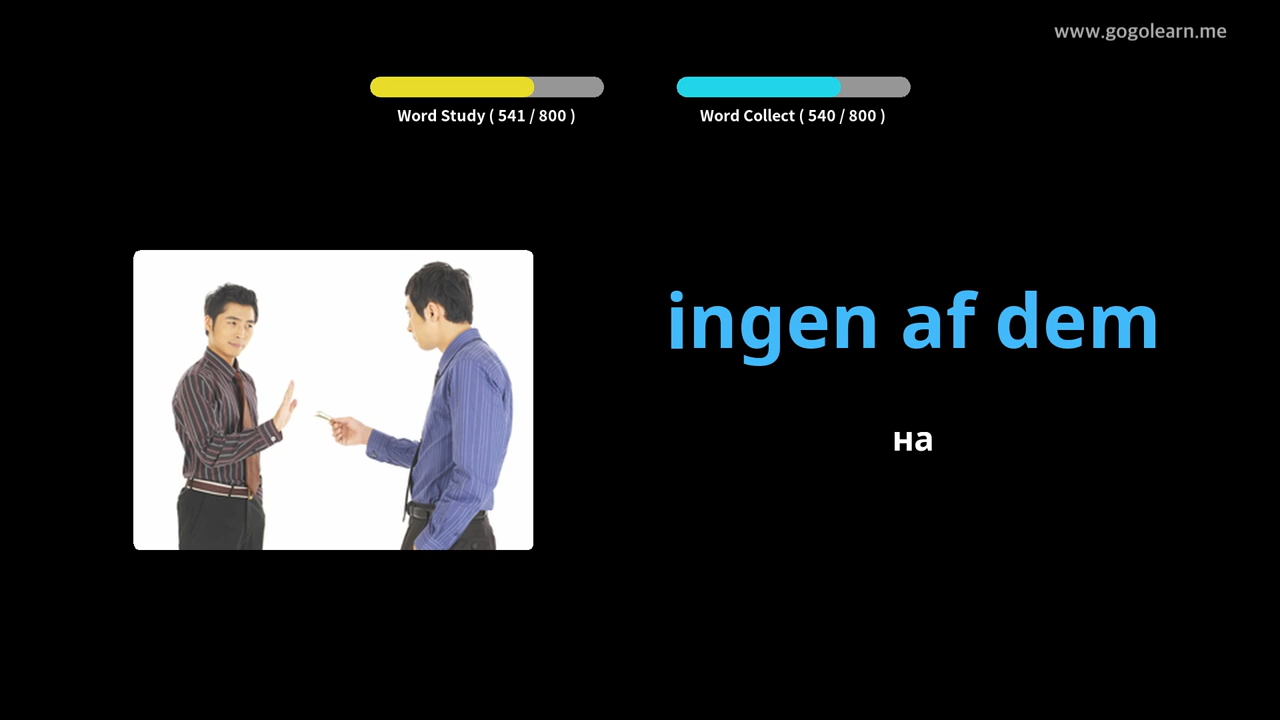 www.gogolearn.me
Word Study ( 541 / 800 )
Word Collect ( 540 / 800 )
ingen af dem
на